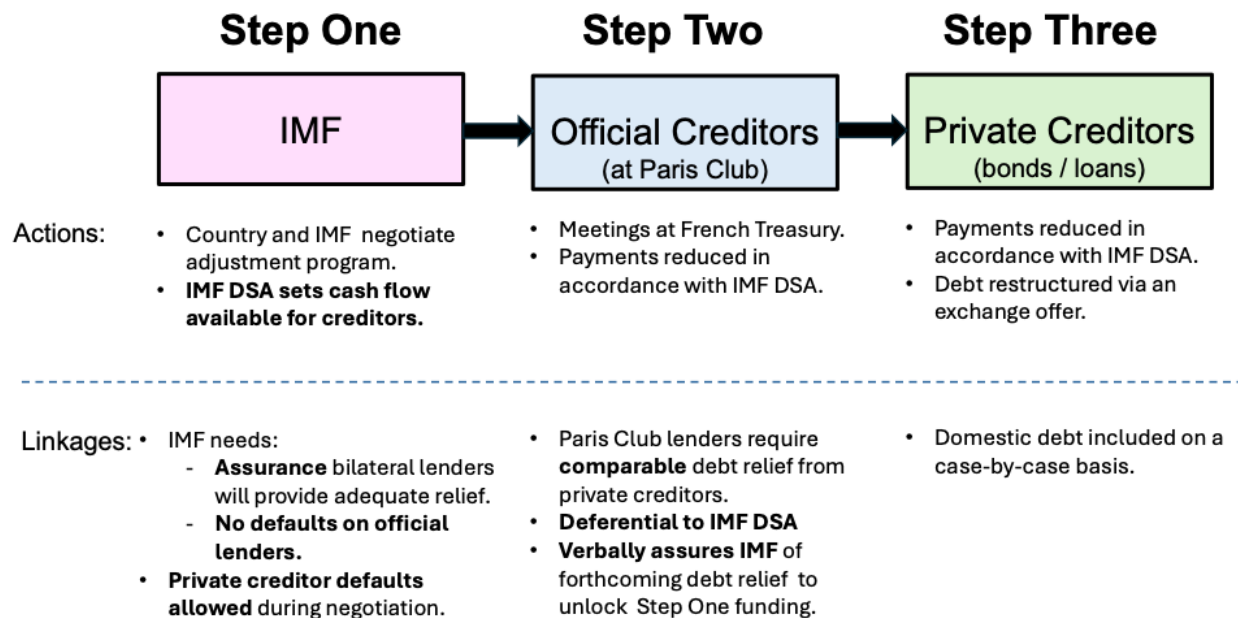 Step One
Step Two
Step Three
IMF
Official Creditors
(at Paris Club)
Private Creditors
(bonds / loans)
Actions:
• Country and IMF negotiate
adjustment program.
• IMF DSA sets cash flow
available for creditors.
• Meetings at French Treasury.
• Payments reduced in
accordance with IMF DSA.
• Payments reduced in
accordance with IMF DSA.
• Debt restructured via an
exchange offer.
Linkages:
• IMF needs:
- Assurance bilateral lenders
will provide adequate relief.
- No defaults on official
lenders.
• Private creditor defaults
allowed during negotiation.
• Paris Club lenders require
comparable debt relief from
private creditors.
• Deferential to IMF DSA
• Verbally assures IMF of
forthcoming debt relief to
unlock Step One funding.
• Domestic debt included on a
case-by-case basis.